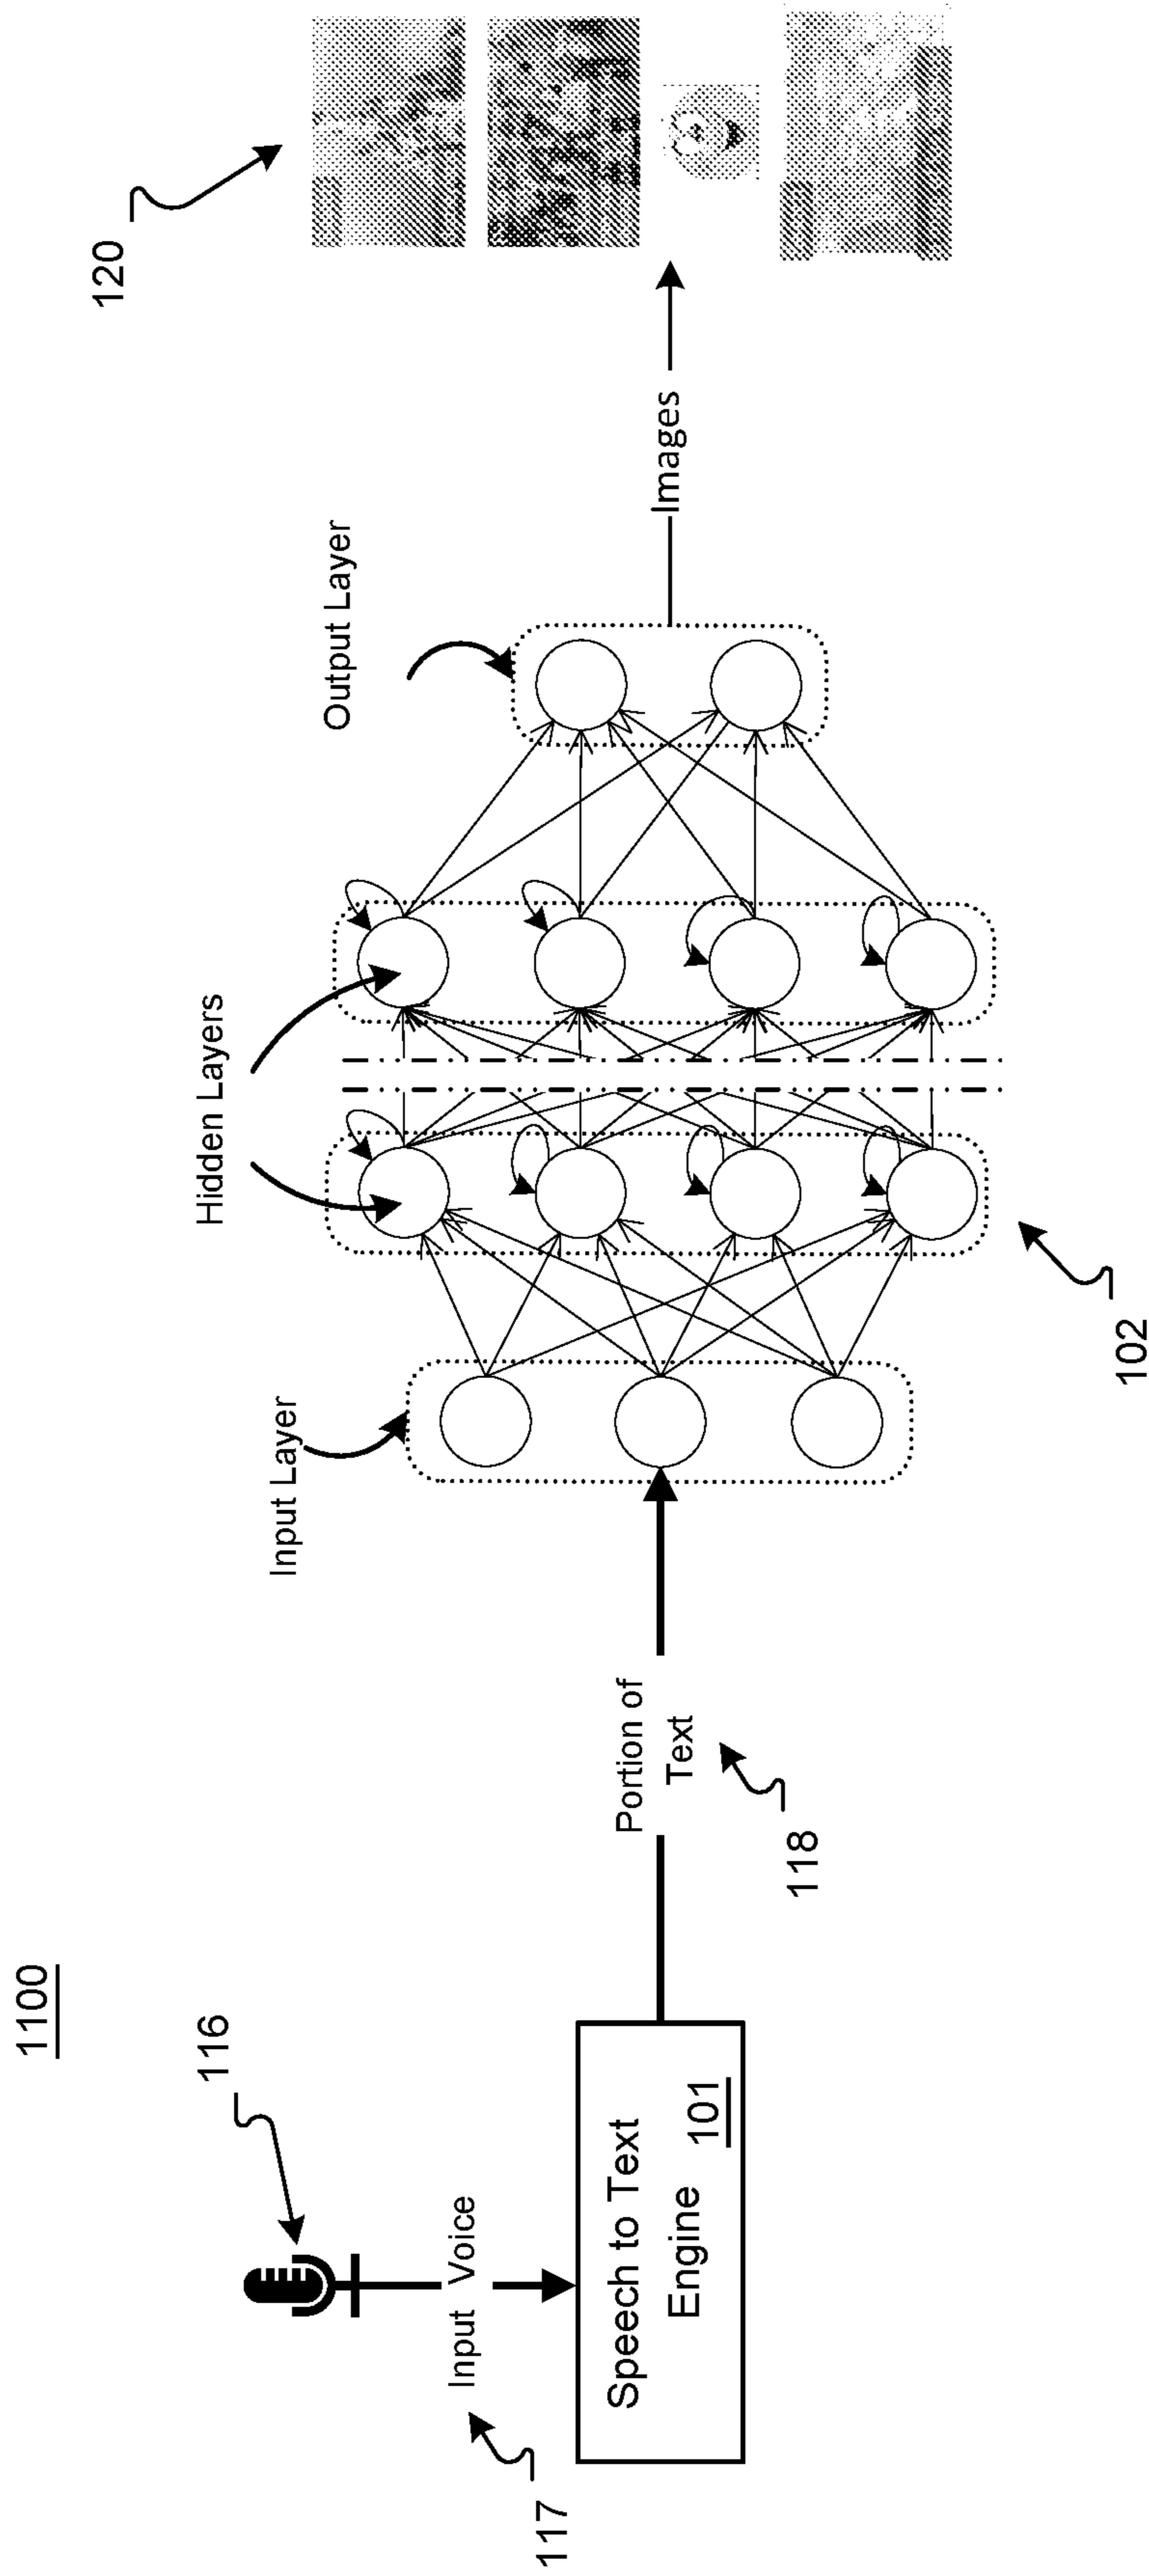 1100
116
Input Voice
117
Speech to Text
Engine 101
Portion of
Text
118
Input Layer
Hidden Layers
Output Layer
102
Images
120